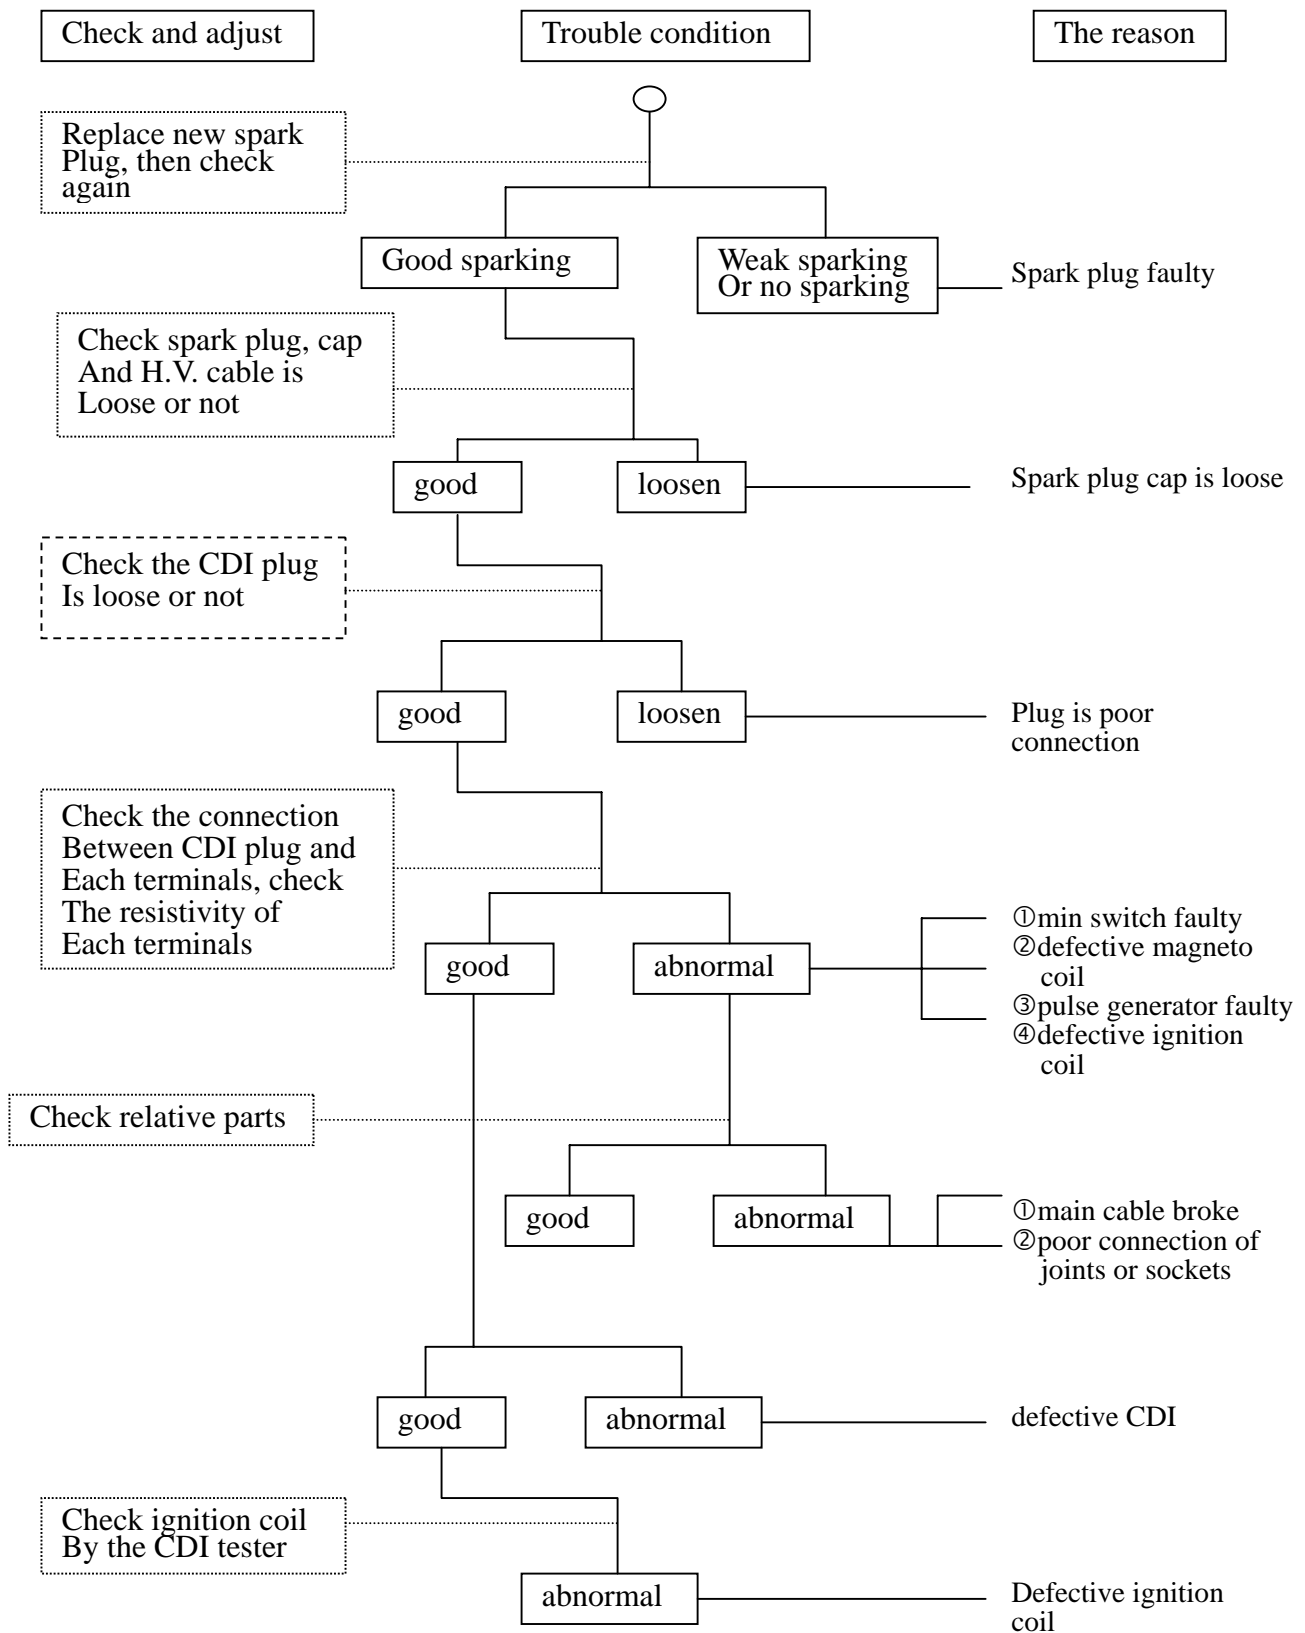 Check and adjust
Trouble condition
The reason
Replace new spark
Plug, then check
again
Good sparking
Weak sparking
Or no sparking
Spark plug faulty
Check spark plug, cap
And H.V. cable is
Loose or not
good
loosen
Spark plug cap is loose
Check the CDI plug
Is loose or not
good
loosen
Plug is poor
connection
Check the connection
Between CDI plug and
Each terminals, check
The resistivity of
Each terminals
good
abnormal
①min switch faulty
②defective magneto
coil
③pulse generator faulty
④defective ignition
coil
Check relative parts
good
abnormal
①main cable broke
②poor connection of
joints or sockets
good
abnormal
defective CDI
Check ignition coil
By the CDI tester
abnormal
Defective ignition
coil